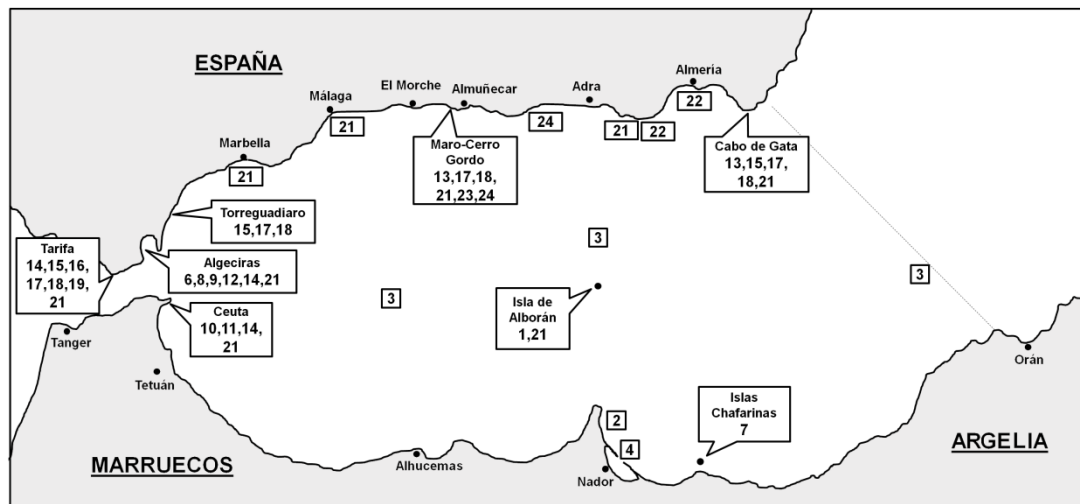 ESPAÑA
Almería
El Morche
Almuñecar
Adra
Málaga
22
21
24
21
22
Marbella
21
Maro-Cerro
Gordo
13,17,18,
21,23,24
Cabo de Gata
13,15,17,
18,21
Torreguadiaro
15,17,18
Tarifa
14,15,16,
17,18,19,
21
Algeciras
6,8,9,12,14,21
3
3
3
Isla de
Alborán
1,21
Ceuta
10,11,14,
21
Tanger
Tetuán
Orán
Islas
Chafarinas
7
2
4
MARRUECOS
Alhucemas
Nador
ARGELIA